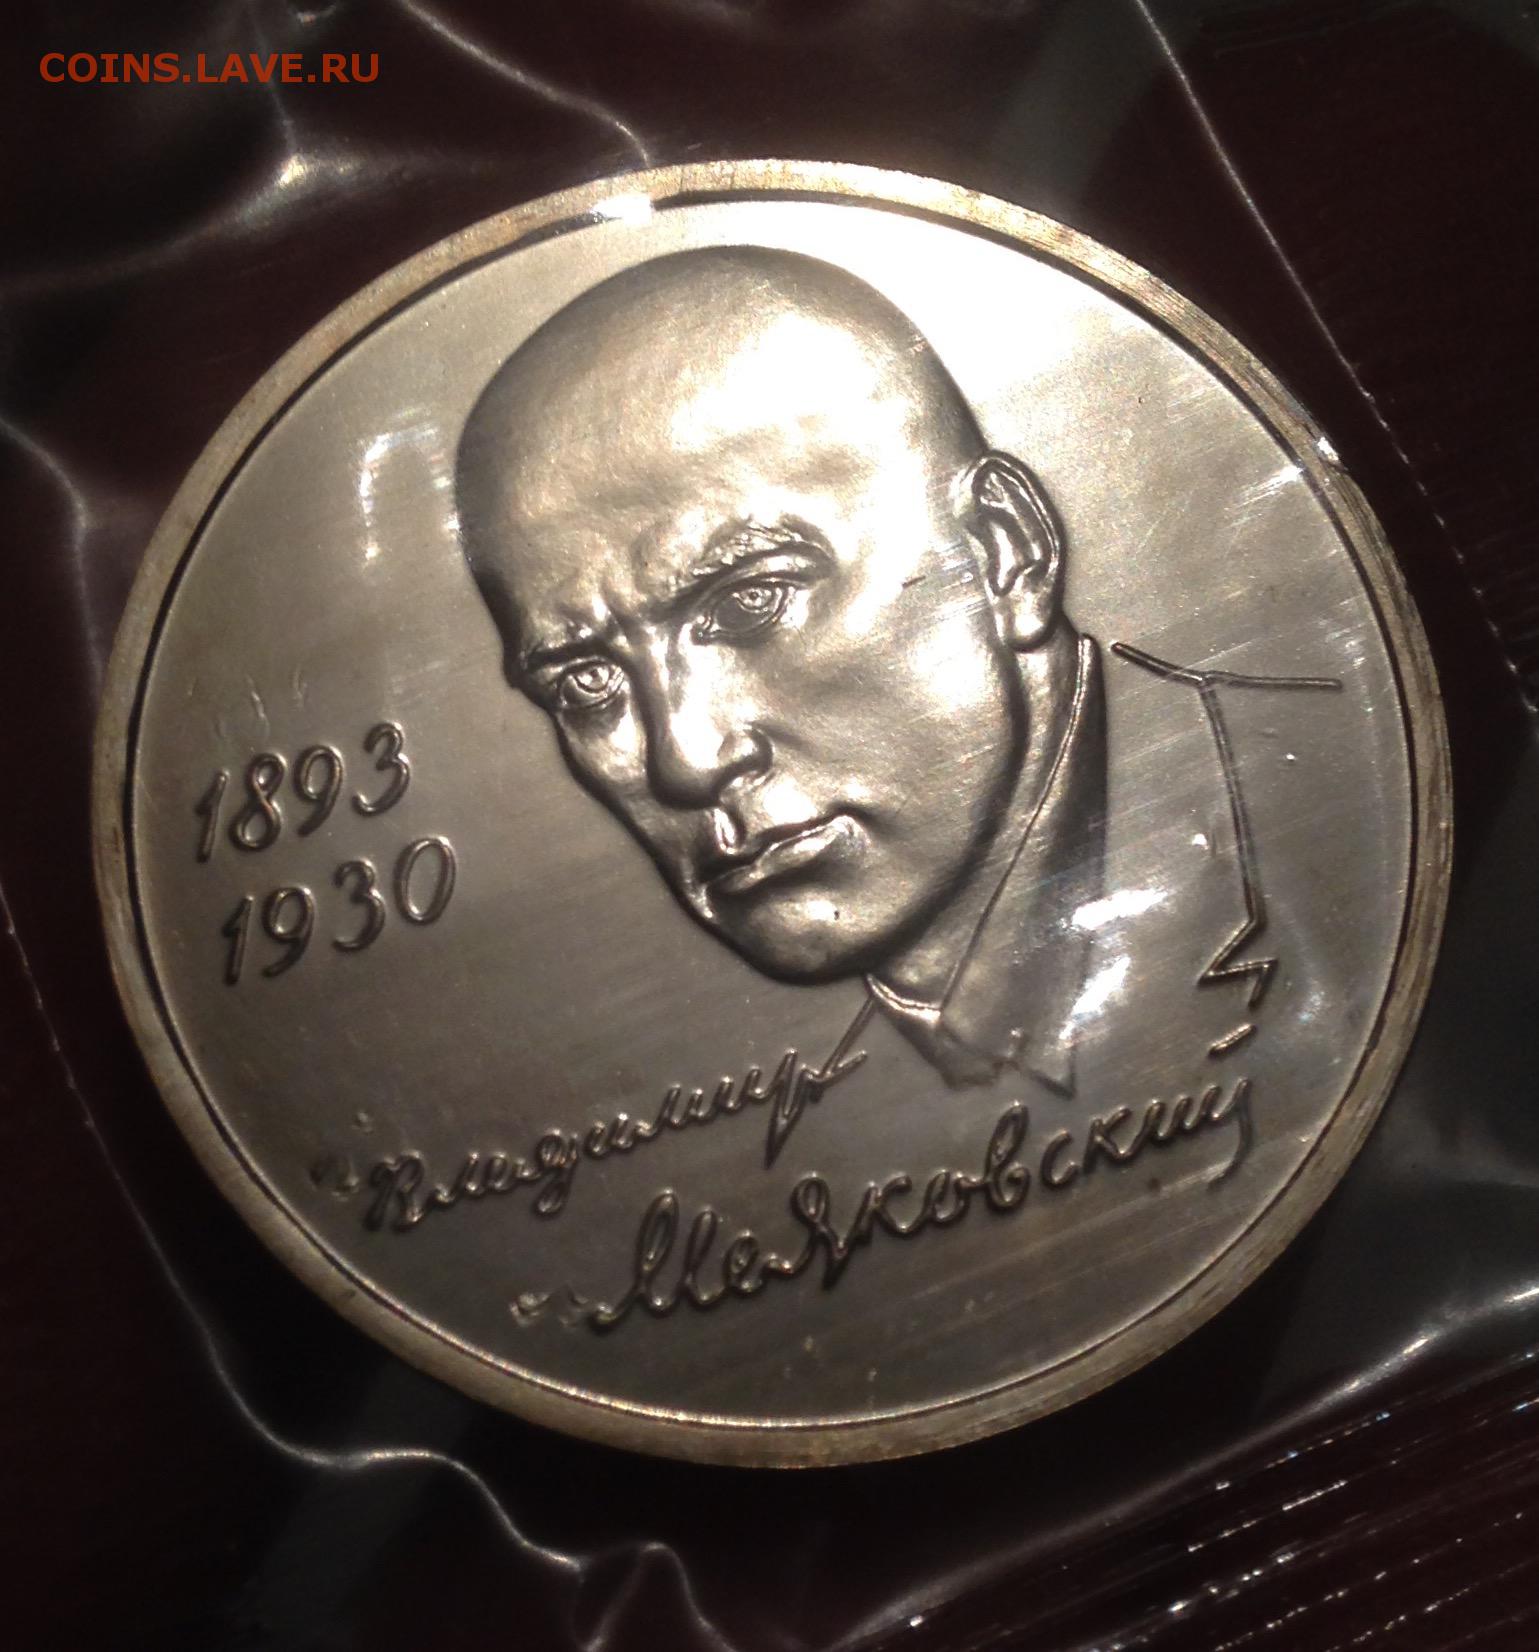 COINS.LAVE.RU
1893
1930
Владимир
Маяковский